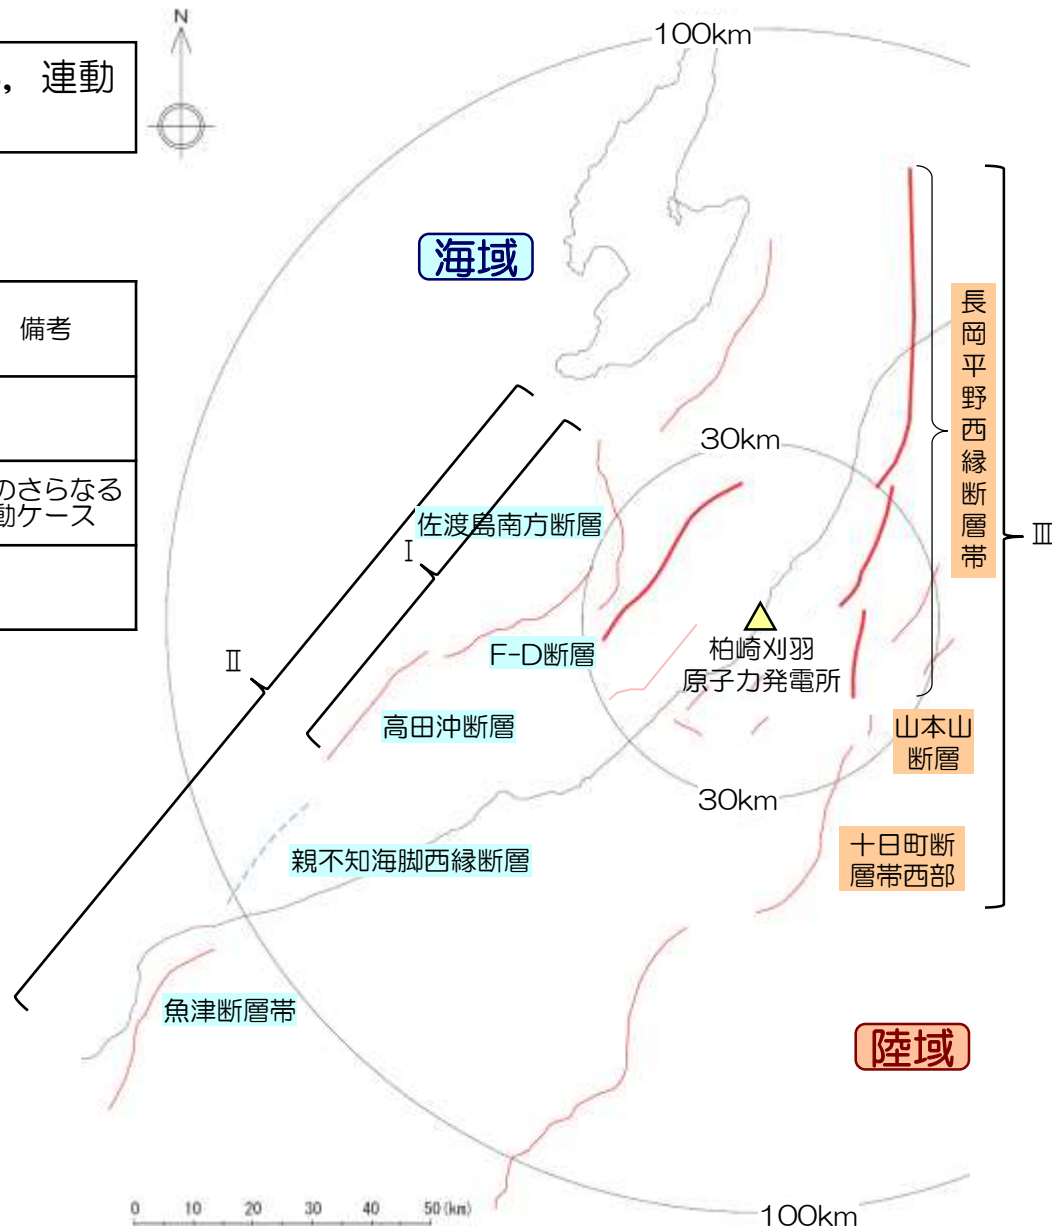 N
，連動
100km
海域
備考
長岡平野西縁断層帯
30km
のさらなる
動ケース
佐渡島南方断層
Ⅰ
Ⅲ
F-D断層
柏崎刈羽
原子力発電所
Ⅱ
高田沖断層
山本山
断層
30km
親不知海脚西縁断層
十日町断
層帯西部
魚津断層帯
陸域
0 10 20 30 40 50(km)
100km